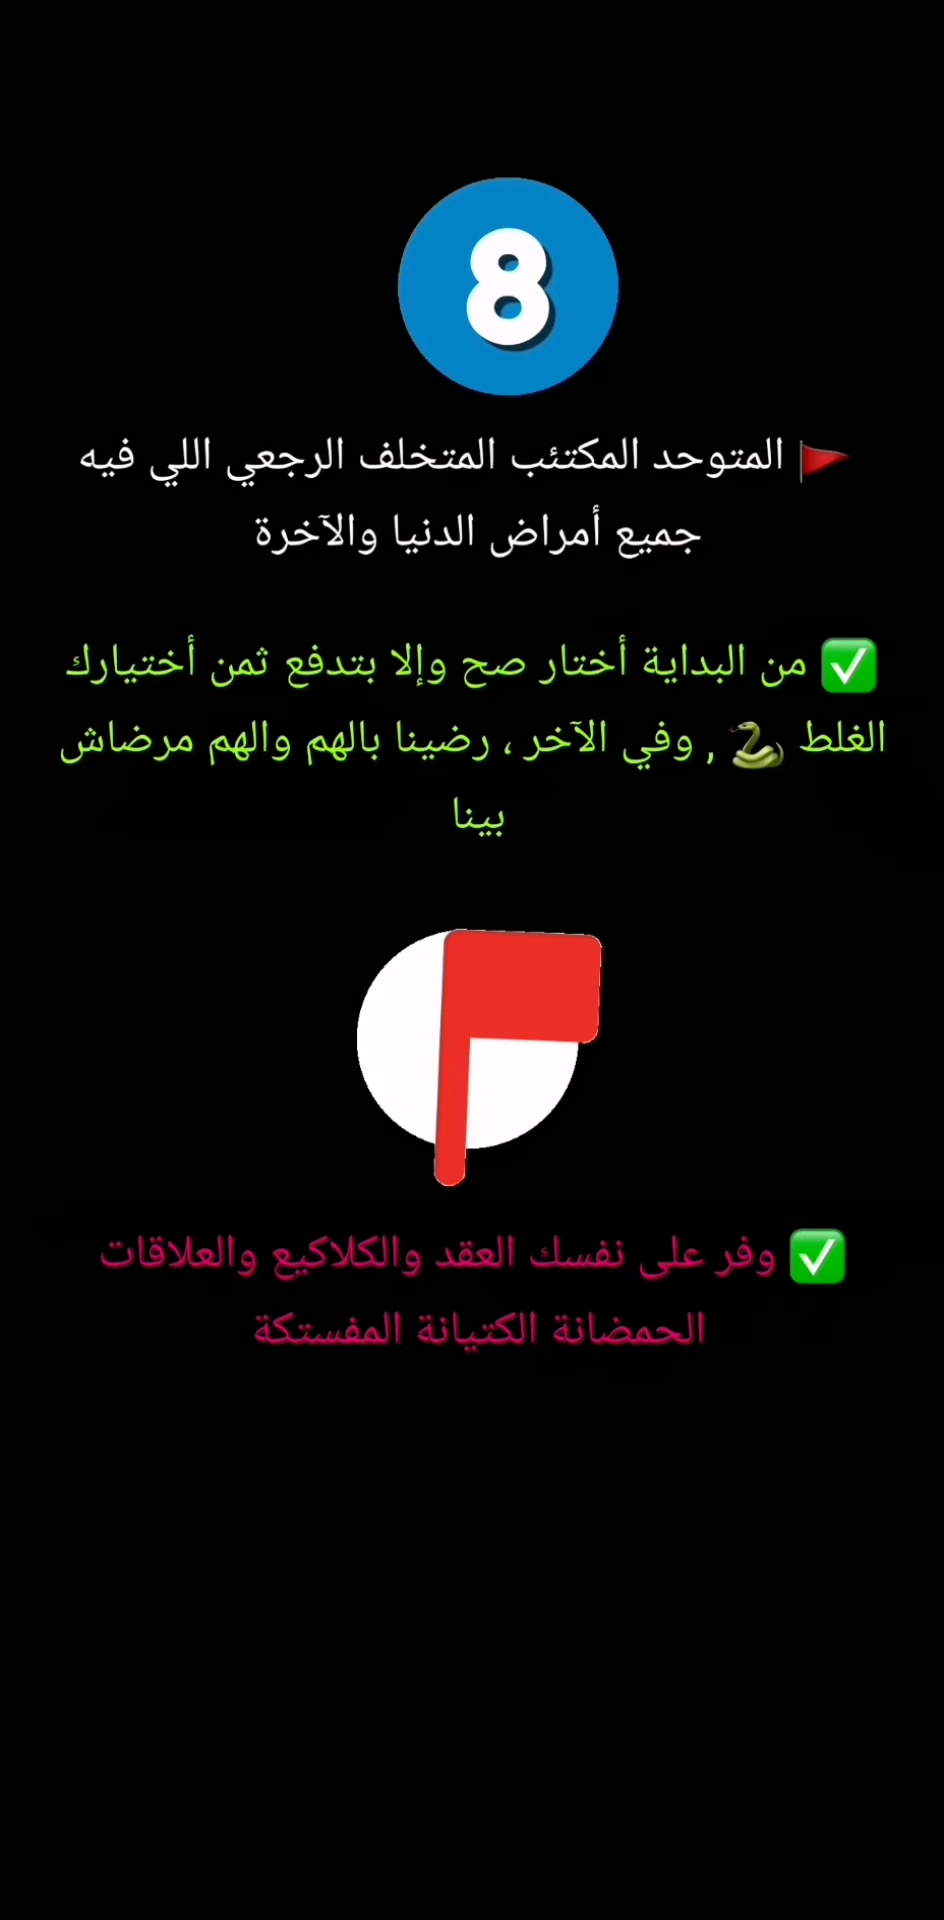 8
🚩 المتوحد المكتئب المتخلف الرجعي اللي فيه
جميع أمراض الدنيا والآخرة
✅ من البداية أختار صح وإلا بتدفع ثمن أختيارك
الغلط 🐍 , وفي الآخر ، رضينا بالهم والهم مرضاش
بينا
✅ وفر على نفسك العقد والكلاكيع والعلاقات
الحمضانة الكتيانة المفستكة